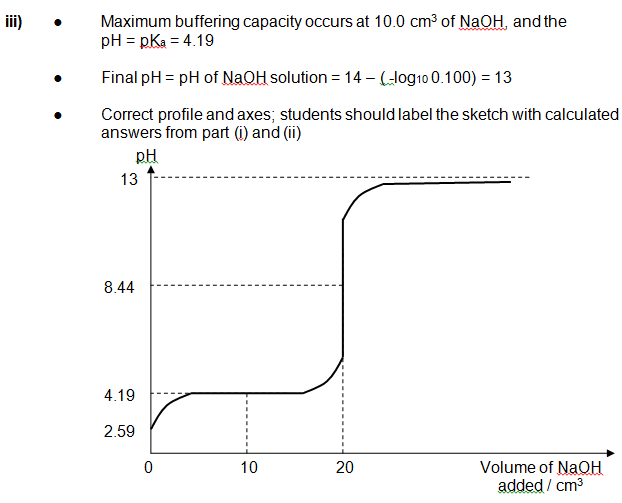 iii) • Maximum buffering capacity occurs at 10.0 cm³ of NaOH, and the
pH = pKa = 4.19
• Final pH = pH of NaOH solution = 14 – (-log₁₀ 0.100) = 13
• Correct profile and axes; students should label the sketch with calculated
answers from part (i) and (ii)
pH
13
8.44
4.19
2.59
0 10 20 Volume of NaOH
added / cm³